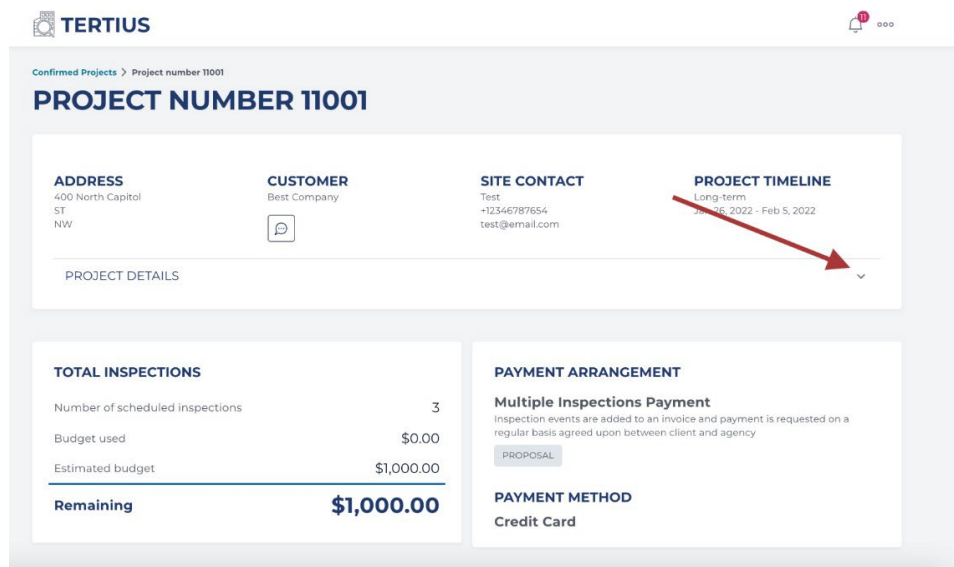 TERTIUS
11
Confirmed Projects > Project number 11001
PROJECT NUMBER 11001
ADDRESS
400 North Capitol
ST
NW
CUSTOMER
Best Company
SITE CONTACT
Test
+12346787654
test@email.com
PROJECT TIMELINE
Long-term
26, 2022 - Feb 5, 2022
PROJECT DETAILS
TOTAL INSPECTIONS
Number of scheduled inspections 3
Budget used $0.00
Estimated budget $1,000.00
Remaining $1,000.00
PAYMENT ARRANGEMENT
Multiple Inspections Payment
Inspection events are added to an invoice and payment is requested on a
regular basis agreed upon between client and agency
PROPOSAL
PAYMENT METHOD
Credit Card